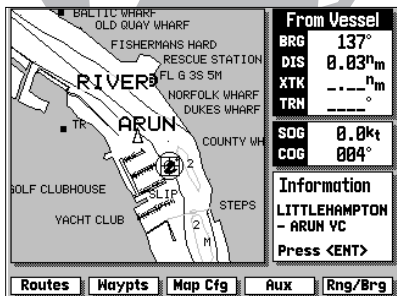 BALTIC WHARF
OLD QUAY WHARF
FISHERMANS HARD
RESCUE STATION
FL G 3S 5M
RIVER
NORFOLK WHARF
DUKES WHARF
TR
ARUN
COUNTY WH
2
GOLF CLUBHOUSE
SLIP
STEPS
YACHT CLUB
2
M
From Vessel
BRG 137°
DIS 0.03nm
XTK _.__nm
TRN ___°
SOG 0.0kt
COG 004°
Information
LITTLEHAMPTON
- ARUN YC
Press <ENT>
Routes Waypts Map Cfg Aux Rng/Brg